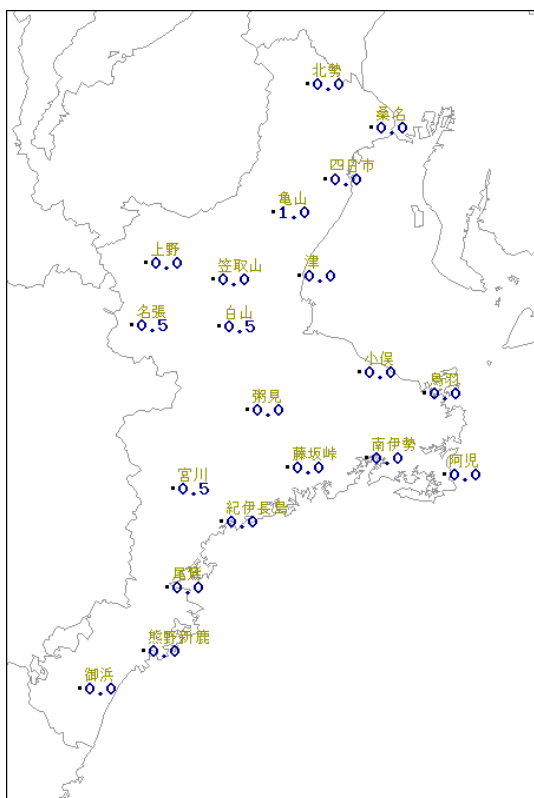 北勢
0.0
桑名
0.0
四日市
0.0
亀山
1.0
上野
0.0
笠取山
0.0
津
0.0
名張
0.5
白山
0.5
小俣
0.0
鳥羽
0.0
粥見
0.0
南伊勢
0.0
藤坂峠
0.0
阿児
0.0
宮川
0.5
紀伊長島
0.0
尾鷲
0.0
熊野新鹿
0.0
御浜
0.0